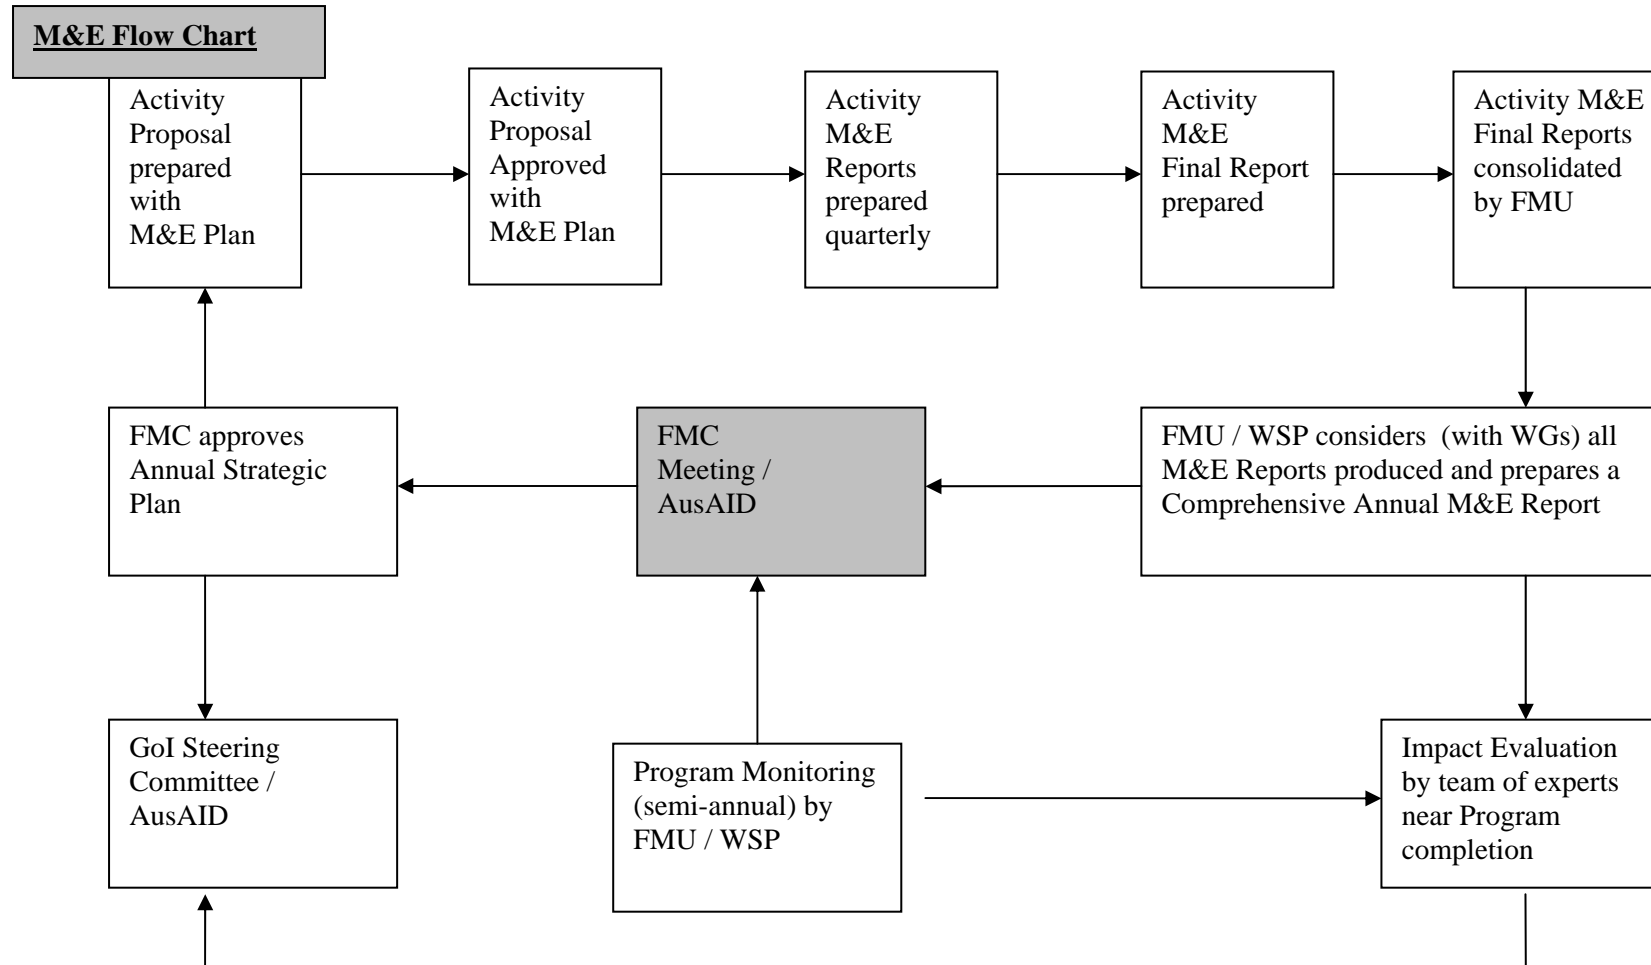 M&E Flow Chart
Activity
Proposal
prepared
with
M&E Plan
Activity
Proposal
Approved
with
M&E Plan
Activity
M&E
Reports
prepared
quarterly
Activity
M&E
Final Report
prepared
Activity M&E
Final Reports
consolidated
by FMU
FMC approves
Annual Strategic
Plan
FMC
Meeting /
AusAID
FMU / WSP considers  (with WGs) all
M&E Reports produced and prepares a
Comprehensive Annual M&E Report
GoI Steering
Committee /
AusAID
Program Monitoring
(semi-annual) by
FMU / WSP
Impact Evaluation
by team of experts
near Program
completion